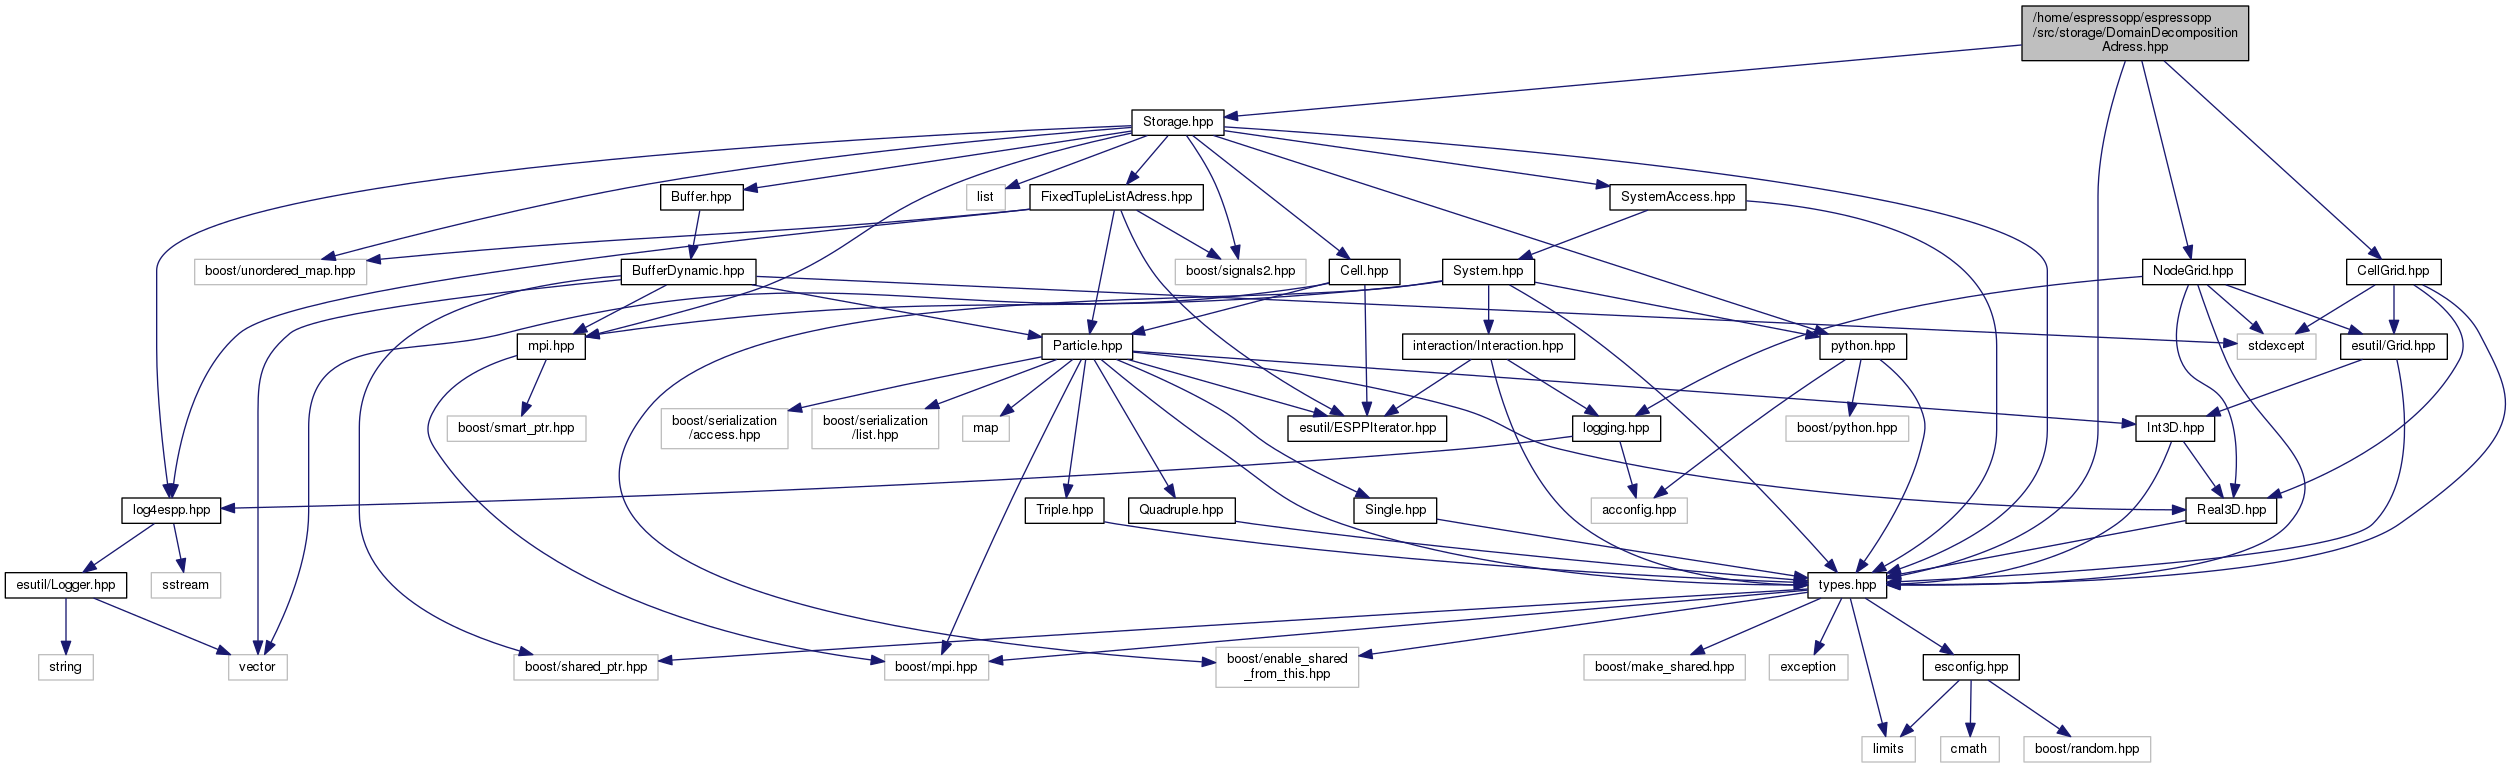 /home/espressopp/espressopp
/src/storage/DomainDecomposition
Adress.hpp
Storage.hpp
Buffer.hpp
list
FixedTupleListAdress.hpp
SystemAccess.hpp
boost/unordered_map.hpp
BufferDynamic.hpp
boost/signals2.hpp
Cell.hpp
System.hpp
NodeGrid.hpp
CellGrid.hpp
mpi.hpp
Particle.hpp
interaction/Interaction.hpp
python.hpp
stdexcept
esutil/Grid.hpp
boost/smart_ptr.hpp
boost/serialization
/access.hpp
boost/serialization
/list.hpp
map
esutil/ESPPIterator.hpp
logging.hpp
boost/python.hpp
Int3D.hpp
log4espp.hpp
Triple.hpp
Quadruple.hpp
Single.hpp
acconfig.hpp
Real3D.hpp
esutil/Logger.hpp
sstream
types.hpp
string
vector
boost/shared_ptr.hpp
boost/mpi.hpp
boost/enable_shared
_from_this.hpp
boost/make_shared.hpp
exception
esconfig.hpp
limits
cmath
boost/random.hpp